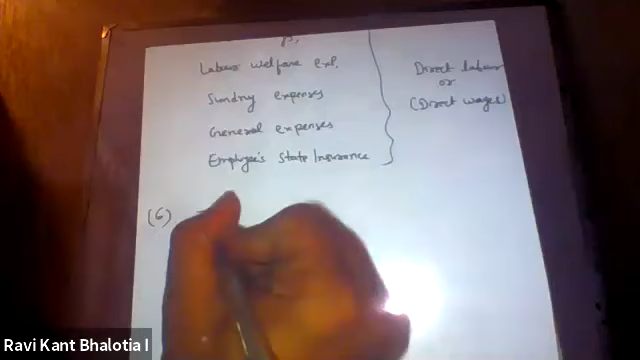 Labour welfare exp.
Sundry expenses
General expenses
Employee's State Insurance
Direct labour
or
(Direct wages)
(6)
Ravi Kant Bhalotia I